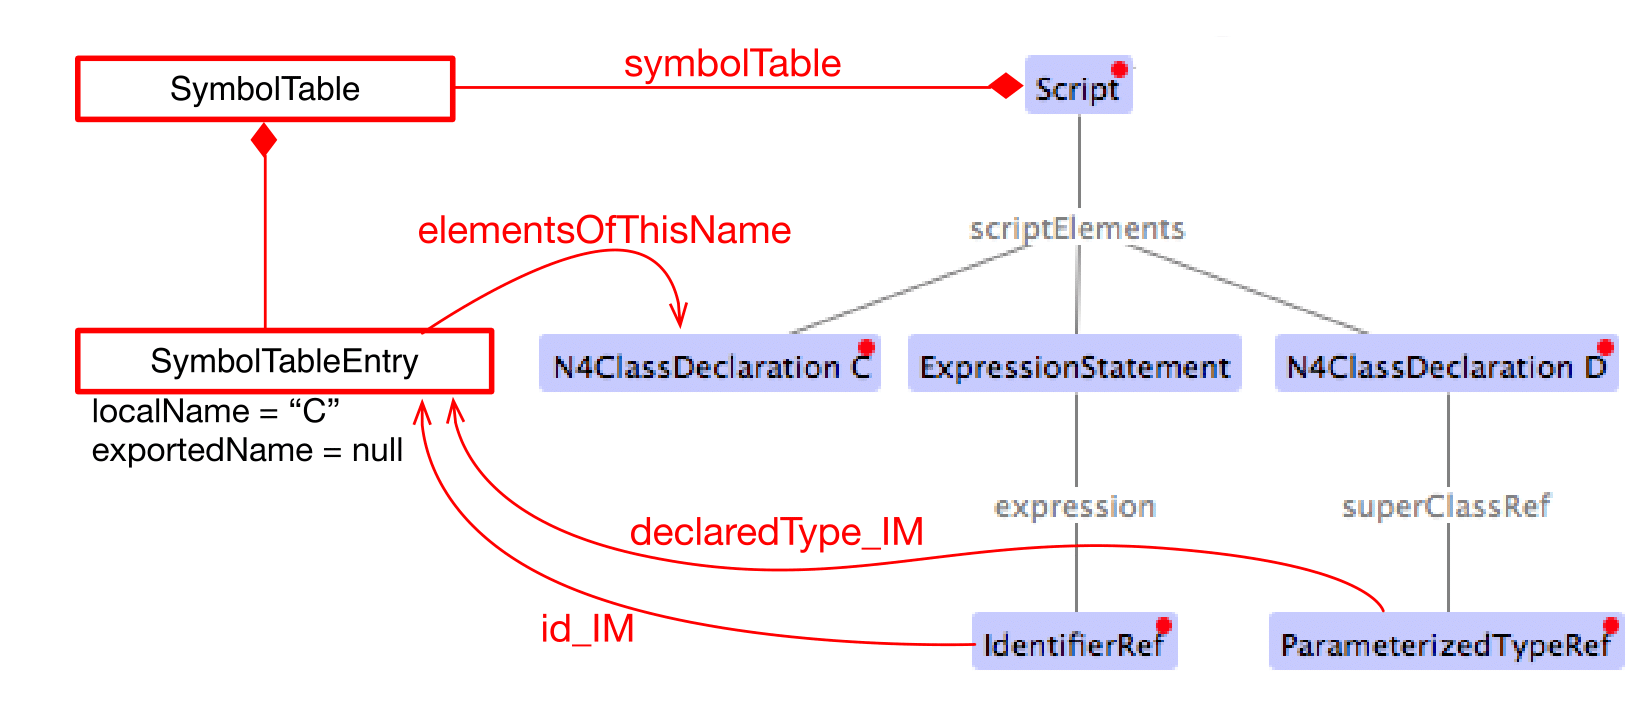 symbolTable
SymbolTable
Script
elementsOfThisName
scriptElements
SymbolTableEntry
N4ClassDeclaration C
ExpressionStatement
N4ClassDeclaration D
localName = “C”
exportedName = null
expression
superClassRef
declaredType_IM
id_IM
IdentifierRef
ParameterizedTypeRef